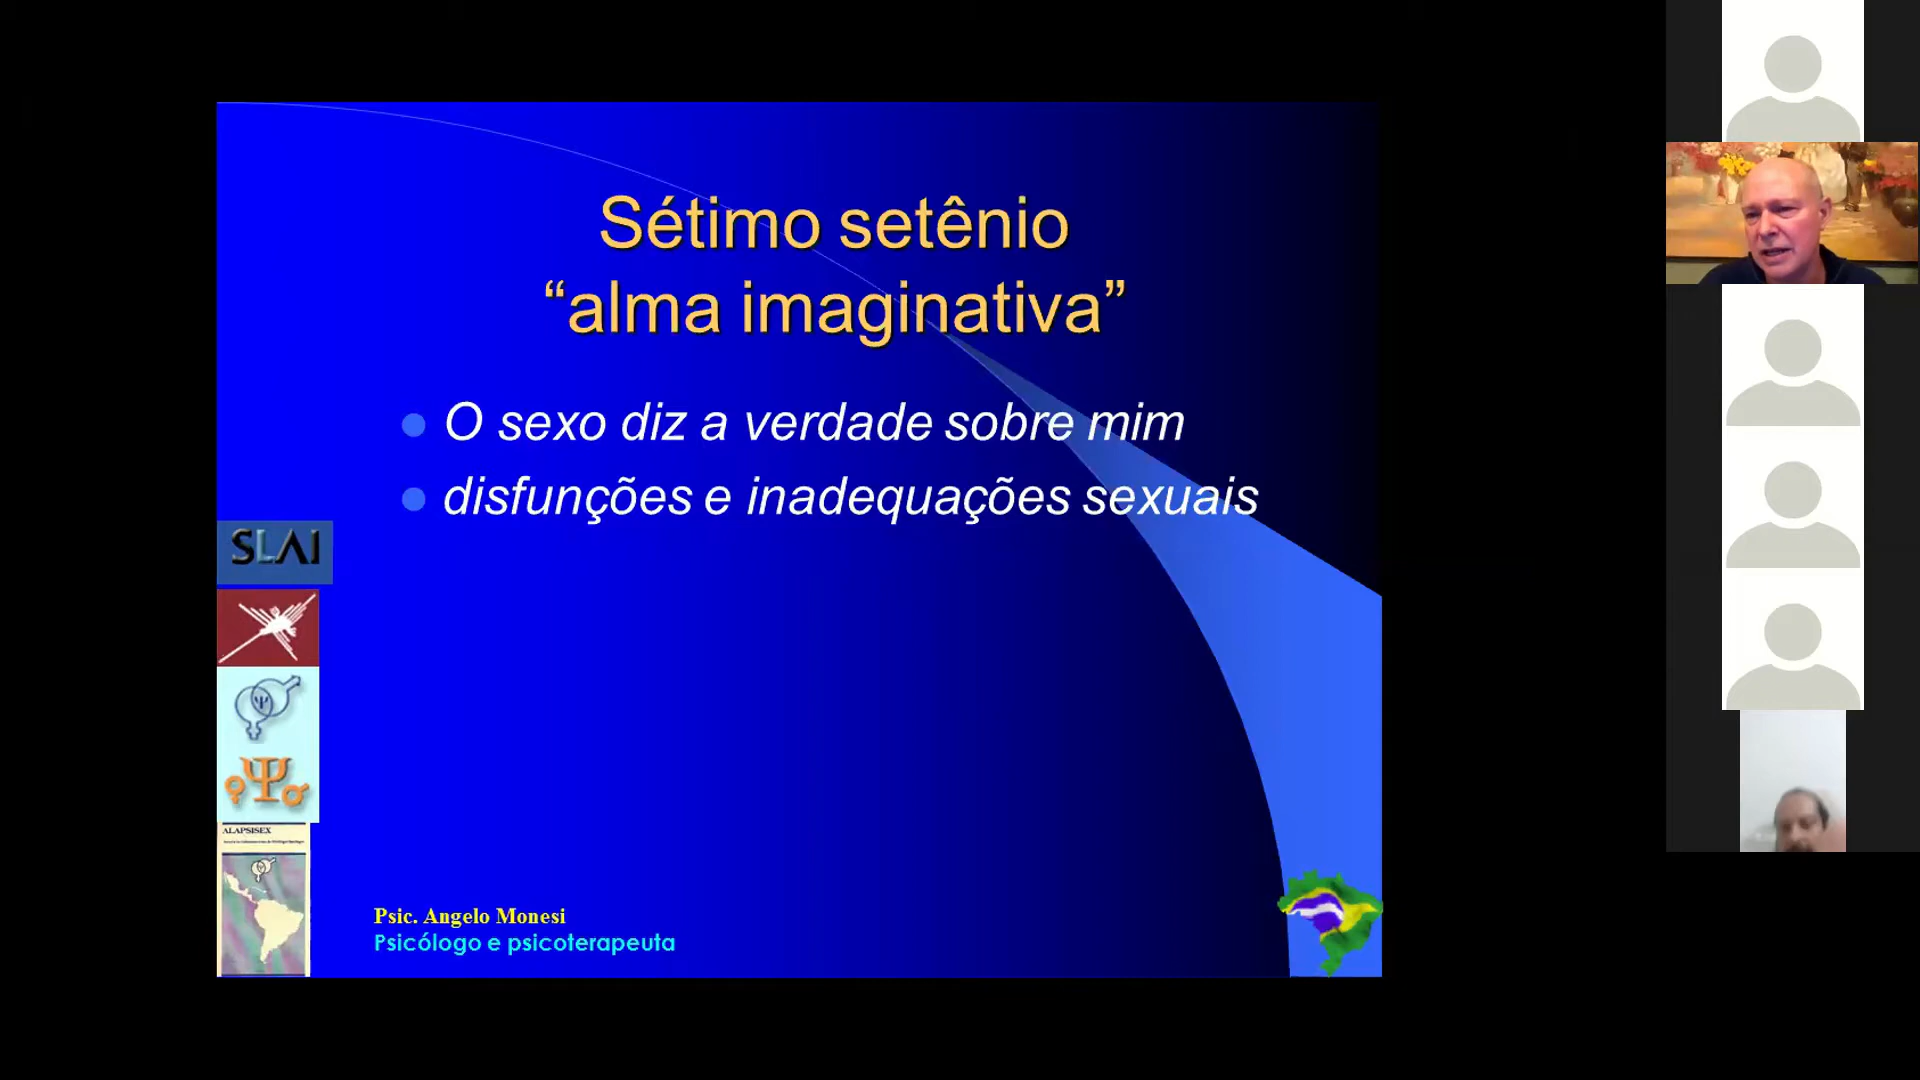 Sétimo setênio
“alma imaginativa”
O sexo diz a verdade sobre mim
disfunções e inadequações sexuais
SLAI
ALAPSISEX
Psic. Angelo Monesi
Psicólogo e psicoterapeuta